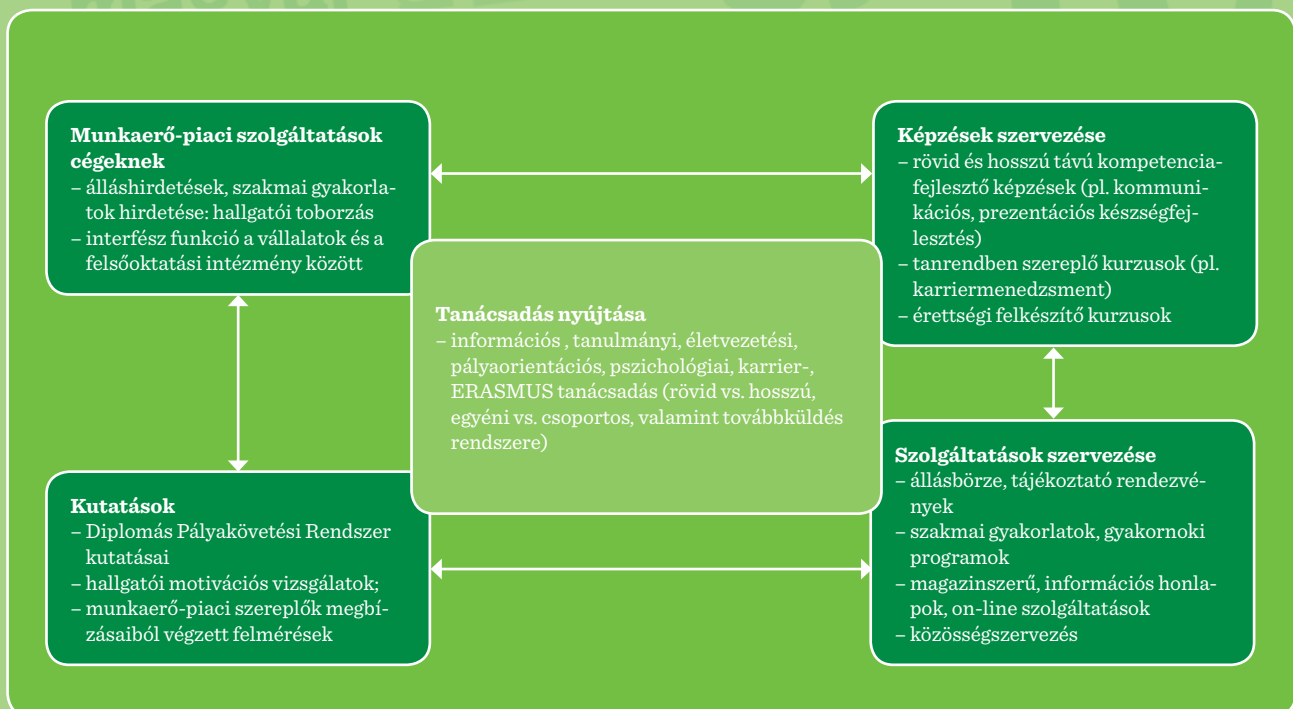 Munkaerő-piaci szolgáltatások
cégeknek
– álláshirdetések, szakmai gyakorla-
tok hirdetése: hallgatói toborzás
– interfész funkció a vállalatok és a
felsőoktatási intézmény között
Képzések szervezése
– rövid és hosszú távú kompetencia-
fejlesztő képzések (pl. kommuni-
kációs, prezentációs készségfej-
lesztés)
– tanrendben szereplő kurzusok (pl.
karriermenedzsment)
– érettségi felkészítő kurzusok
Tanácsadás nyújtása
– információs , tanulmányi, életvezetési,
pályaorientációs, pszichológiai, karrier-,
ERASMUS tanácsadás (rövid vs. hosszú,
egyéni vs. csoportos, valamint továbbküldés
rendszere)
Kutatások
– Diplomás Pályakövetési Rendszer
kutatásai
– hallgatói motivációs vizsgálatok;
– munkaerő-piaci szereplők megbí-
zásaiból végzett felmérések
Szolgáltatások szervezése
– állásbörze, tájékoztató rendezvé-
nyek
– szakmai gyakorlatok, gyakornoki
programok
– magazinszerű, információs honla-
pok, on-line szolgáltatások
– közösségszervezés